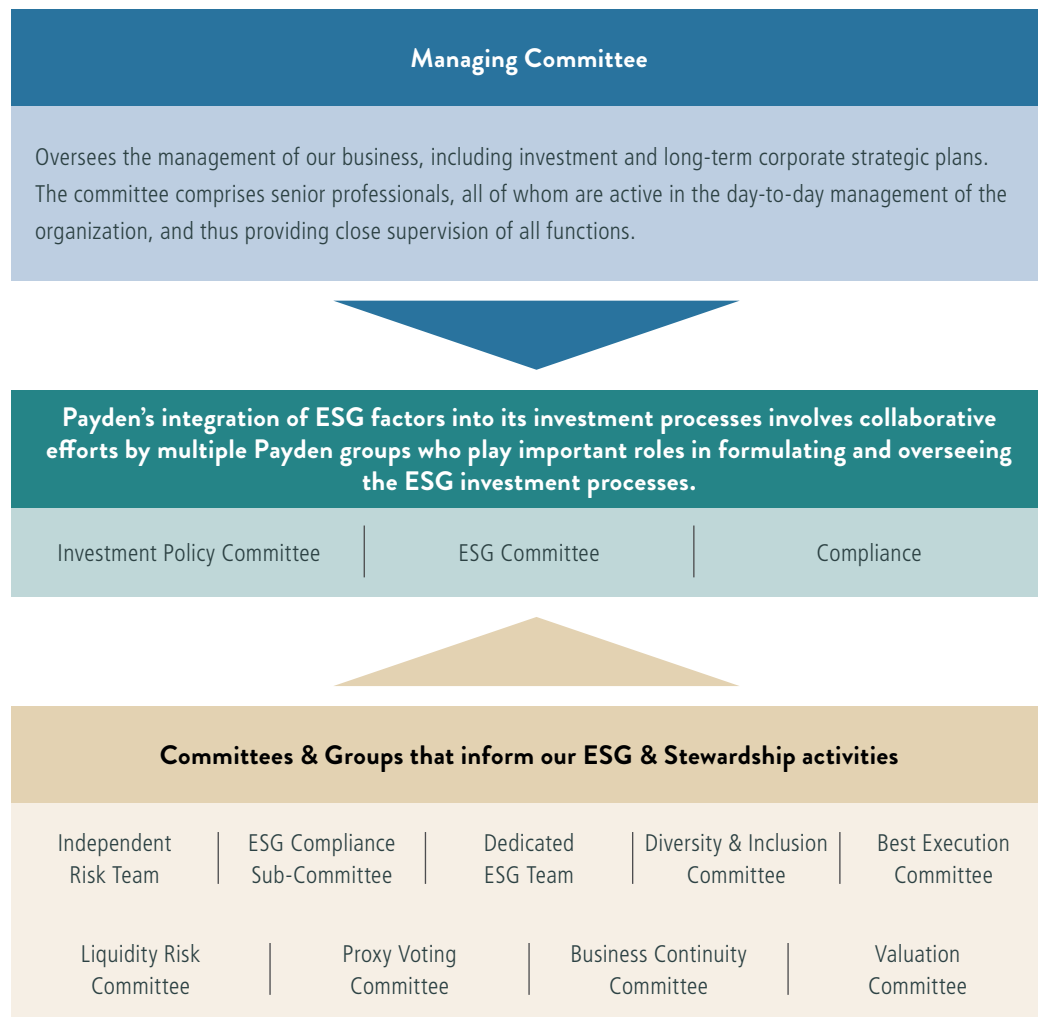 Managing Committee
Oversees the management of our business, including investment and long-term corporate strategic plans.
The committee comprises senior professionals, all of whom are active in the day-to-day management of the
organization, and thus providing close supervision of all functions.
Payden’s integration of ESG factors into its investment processes involves collaborative
efforts by multiple Payden groups who play important roles in formulating and overseeing
the ESG investment processes.
Investment Policy Committee
ESG Committee
Compliance
Committees & Groups that inform our ESG & Stewardship activities
Independent
Risk Team
ESG Compliance
Sub-Committee
Dedicated
ESG Team
Diversity & Inclusion
Committee
Best Execution
Committee
Liquidity Risk
Committee
Proxy Voting
Committee
Business Continuity
Committee
Valuation
Committee